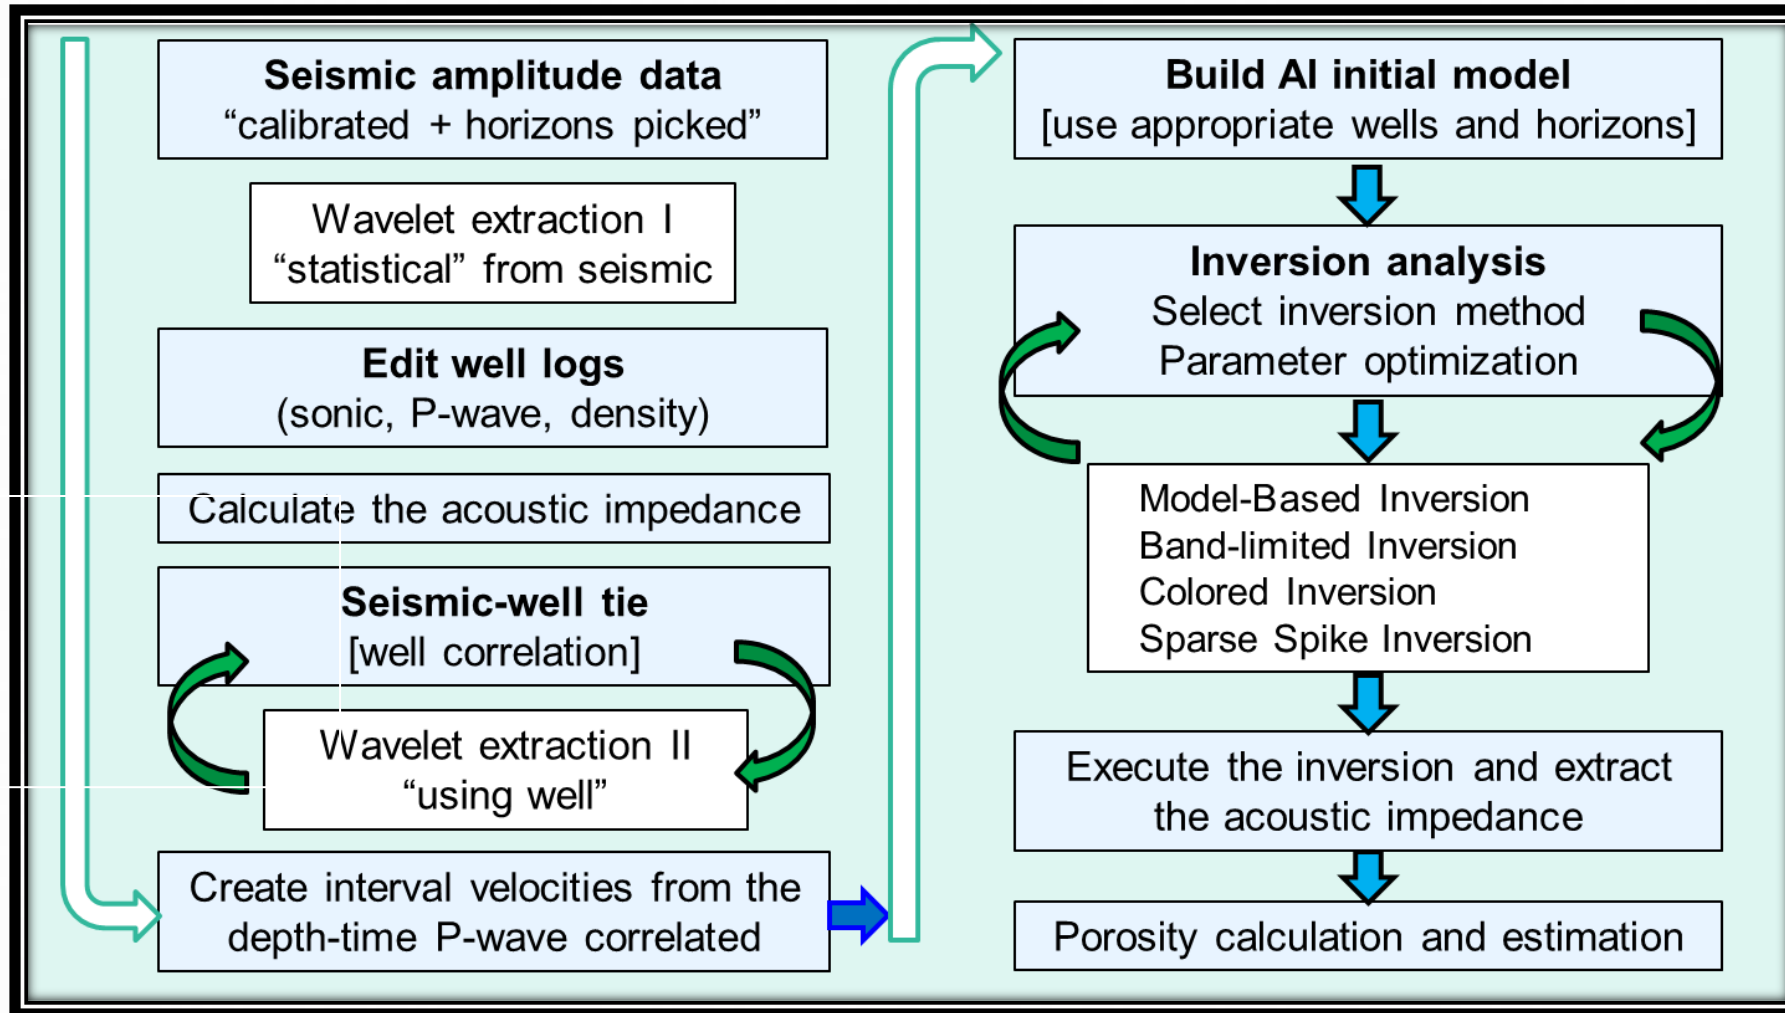 Seismic amplitude data
“calibrated + horizons picked”
Wavelet extraction I
“statistical” from seismic
Edit well logs
(sonic, P-wave, density)
Calculate the acoustic impedance
Seismic-well tie
[well correlation]
Wavelet extraction II
“using well”
Create interval velocities from the
depth-time P-wave correlated
Build AI initial model
[use appropriate wells and horizons]
Inversion analysis
Select inversion method
Parameter optimization
Model-Based Inversion
Band-limited Inversion
Colored Inversion
Sparse Spike Inversion
Execute the inversion and extract
the acoustic impedance
Porosity calculation and estimation